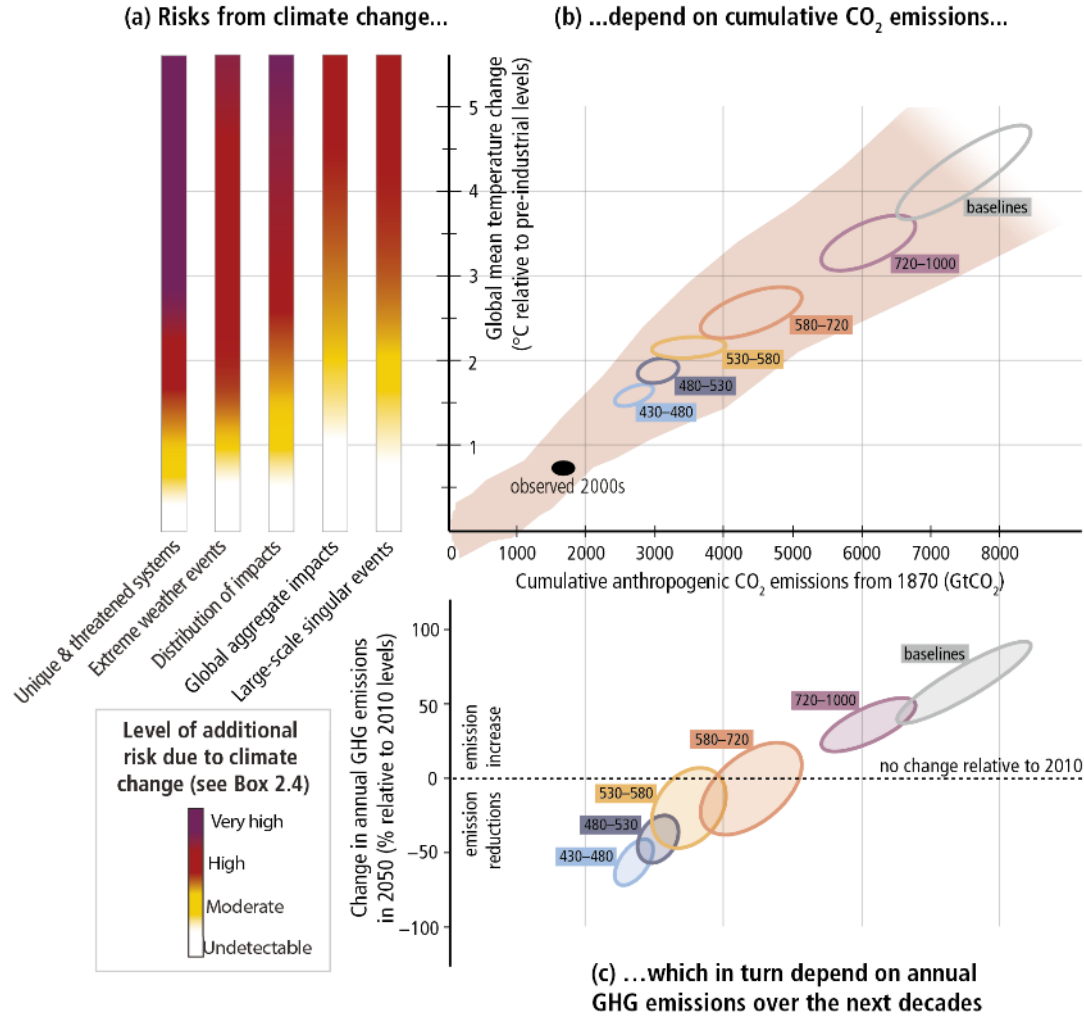 (a) Risks from climate change...
(b) ...depend on cumulative CO₂ emissions...
Global mean temperature change
(°C relative to pre-industrial levels)
5
4
3
2
1
baselines
720–1000
580–720
530–580
480–530
430–480
observed 2000s
0
1000
2000
3000
4000
5000
6000
7000
8000
Cumulative anthropogenic CO₂ emissions from 1870 (GtCO₂)
Unique & threatened systems
Extreme weather events
Distribution of impacts
Global aggregate impacts
Large-scale singular events
Level of additional
risk due to climate
change (see Box 2.4)
Very high
High
Moderate
Undetectable
Change in annual GHG emissions
in 2050 (% relative to 2010 levels)
emission
increase
emission
reductions
100
50
0
−50
−100
baselines
720–1000
580–720
no change relative to 2010
530–580
480–530
430–480
(c) ...which in turn depend on annual
GHG emissions over the next decades